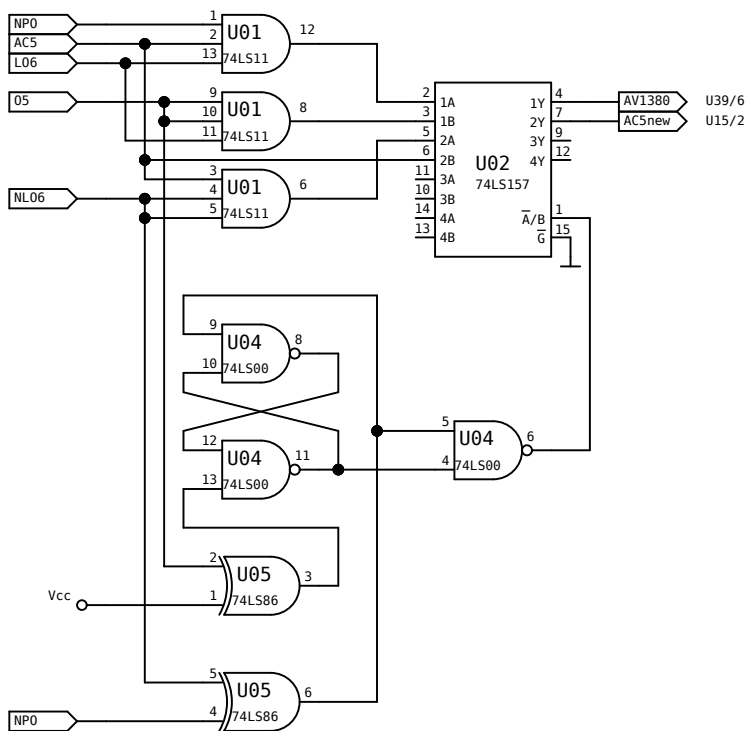 NPO 1 U01 12
AC5 2
LO6 13 74LS11
O5 9 U01 8
10
11 74LS11
3 U01 6
NLO6 4
5 74LS11
2 1A 1Y 4 AV1380 U39/6
3 1B 2Y 7 AC5new U15/2
5 2A 3Y 9
6 2B 4Y 12
U02
74LS157
11 3A
10 3B
14 4A A/B 1
13 4B G 15
9 U04 8
10 74LS00
12 U04 11
13 74LS00
5 U04 6
4 74LS00
2 U05 3
Vcc 1 74LS86
5 U05 6
NPO 4 74LS86